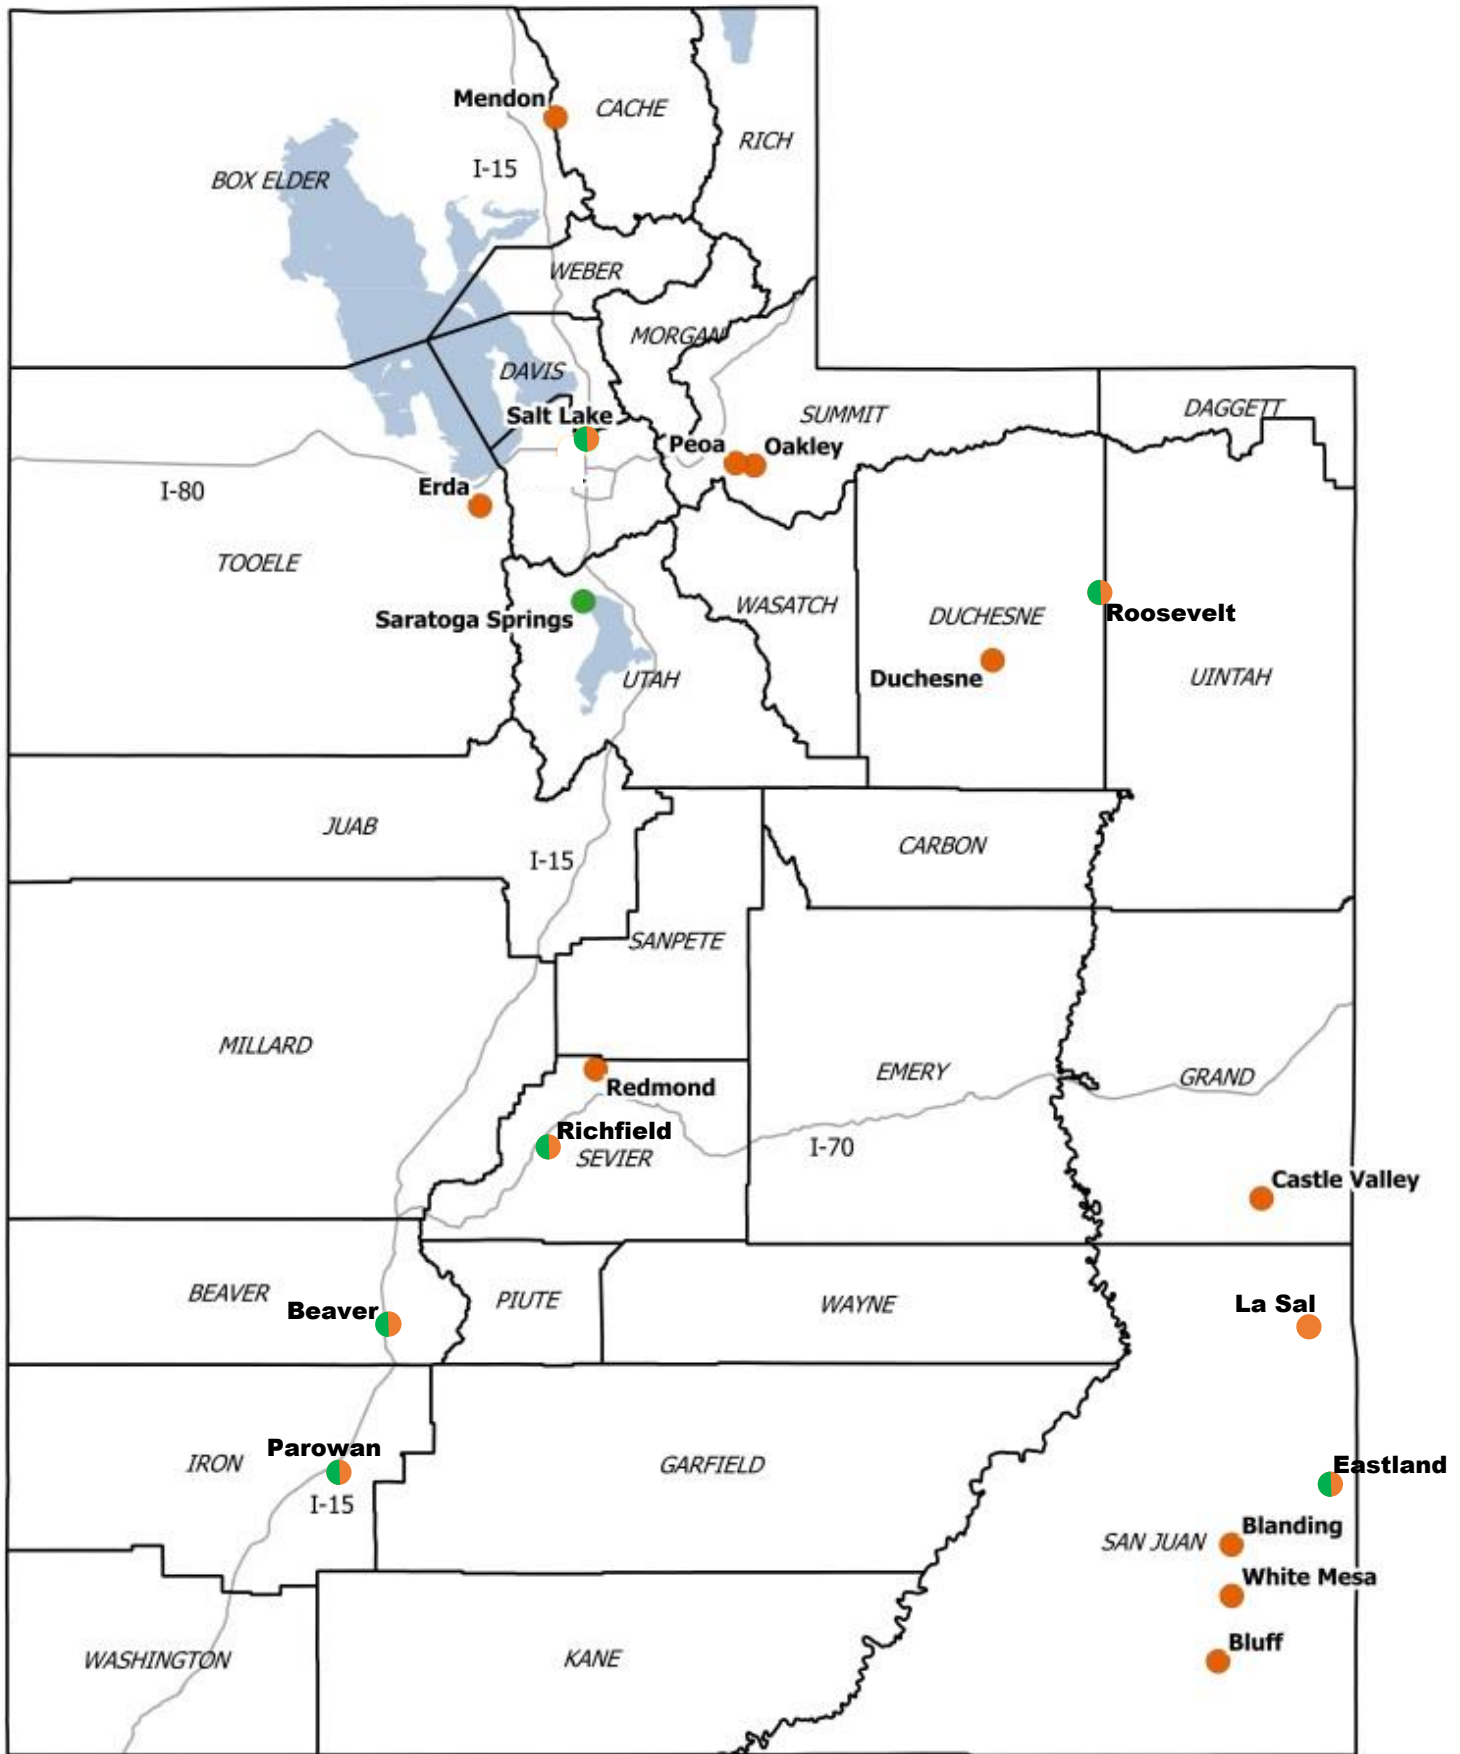 Mendon
CACHE
RICH
I-15
BOX ELDER
WEBER
MORGAN
DAVIS
Salt Lake
SUMMIT
DAGGETT
Peoa
Oakley
Erda
I-80
TOOELE
WASATCH
DUCHESNE
Roosevelt
Saratoga Springs
UTAH
Duchesne
UINTAH
JUAB
I-15
CARBON
SANPETE
MILLARD
EMERY
GRAND
Redmond
Richfield
SEVIER
I-70
Castle Valley
BEAVER
Beaver
PIUTE
WAYNE
La Sal
Parowan
IRON
GARFIELD
Eastland
I-15
Blanding
SAN JUAN
White Mesa
Bluff
WASHINGTON
KANE